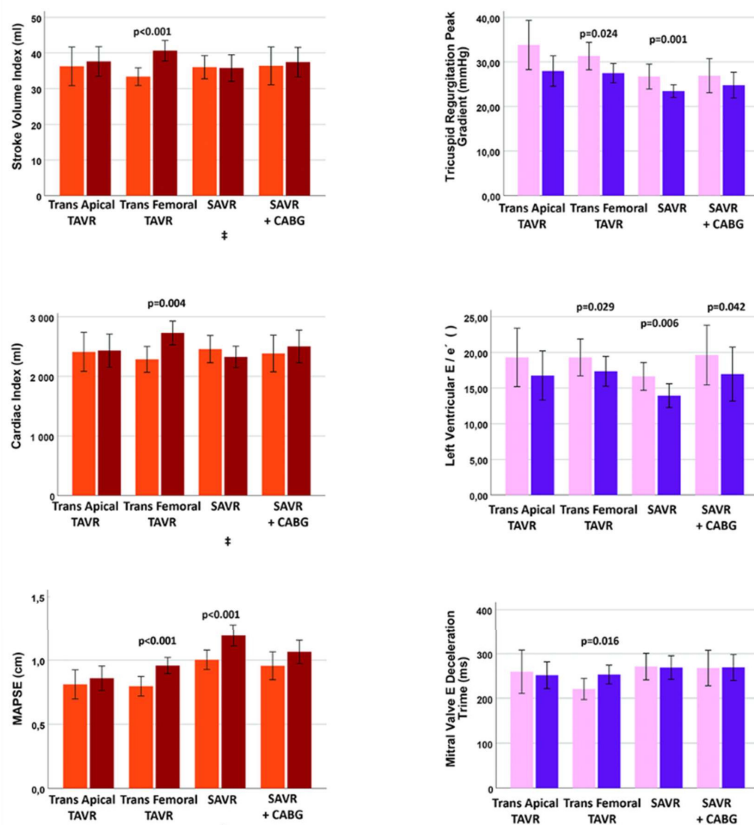 Stroke Volume Index (ml)
50
40
30
20
10
0
p<0.001
Trans Apical
TAVR
Trans Femoral
TAVR
SAVR
SAVR
+ CABG
‡
Tricuspid Regurgitation Peak
Gradient (mmHg)
40,00
30,00
20,00
10,00
0,00
p=0.024
p=0.001
Trans Apical
TAVR
Trans Femoral
TAVR
SAVR
SAVR
+ CABG
Cardiac Index (ml)
3 000
2 000
1 000
0
p=0.004
Trans Apical
TAVR
Trans Femoral
TAVR
SAVR
SAVR
+ CABG
‡
Left Ventricular E / e´ ( )
25,00
20,00
15,00
10,00
5,00
0,00
p=0.029
p=0.006
p=0.042
Trans Apical
TAVR
Trans Femoral
TAVR
SAVR
SAVR
+ CABG
MAPSE (cm)
1,5
1,0
0,5
0,0
p<0.001
p<0.001
Trans Apical
TAVR
Trans Femoral
TAVR
SAVR
SAVR
+ CABG
Mitral Valve E Deceleration
Trime (ms)
400
300
200
100
0
p=0.016
Trans Apical
TAVR
Trans Femoral
TAVR
SAVR
SAVR
+ CABG